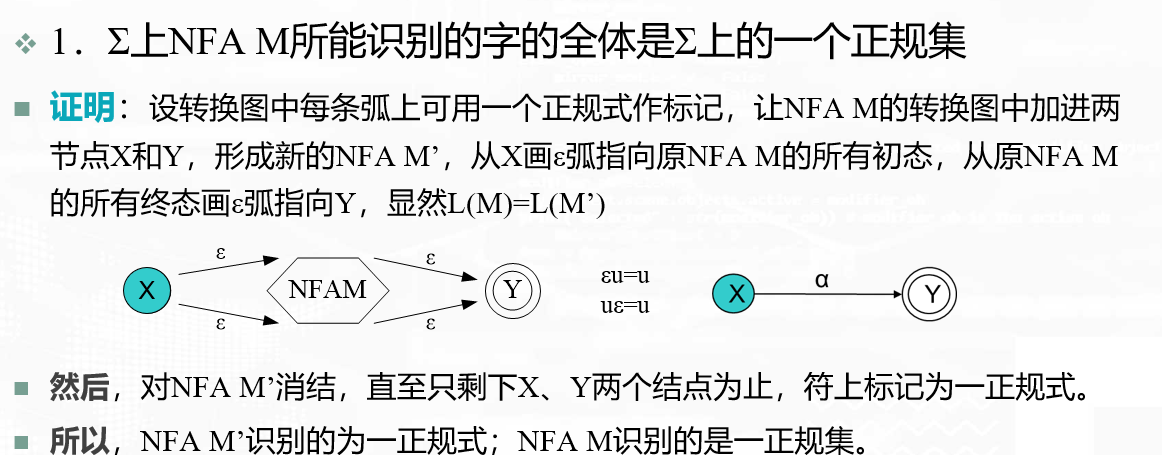 1．Σ上NFA M所能识别的字的全体是Σ上的一个正规集
证明：设转换图中每条弧上可用一个正规式作标记，让NFA M的转换图中加进两
节点X和Y，形成新的NFA M’，从X画ε弧指向原NFA M的所有初态，从原NFA M
的所有终态画ε弧指向Y，显然L(M)=L(M’)
ε ε
X NFAM Y εu=u X α Y
uε=u
ε ε
然后，对NFA M’消结，直至只剩下X、Y两个结点为止，符上标记为一正规式。
所以，NFA M’识别的为一正规式；NFA M识别的是一正规集。